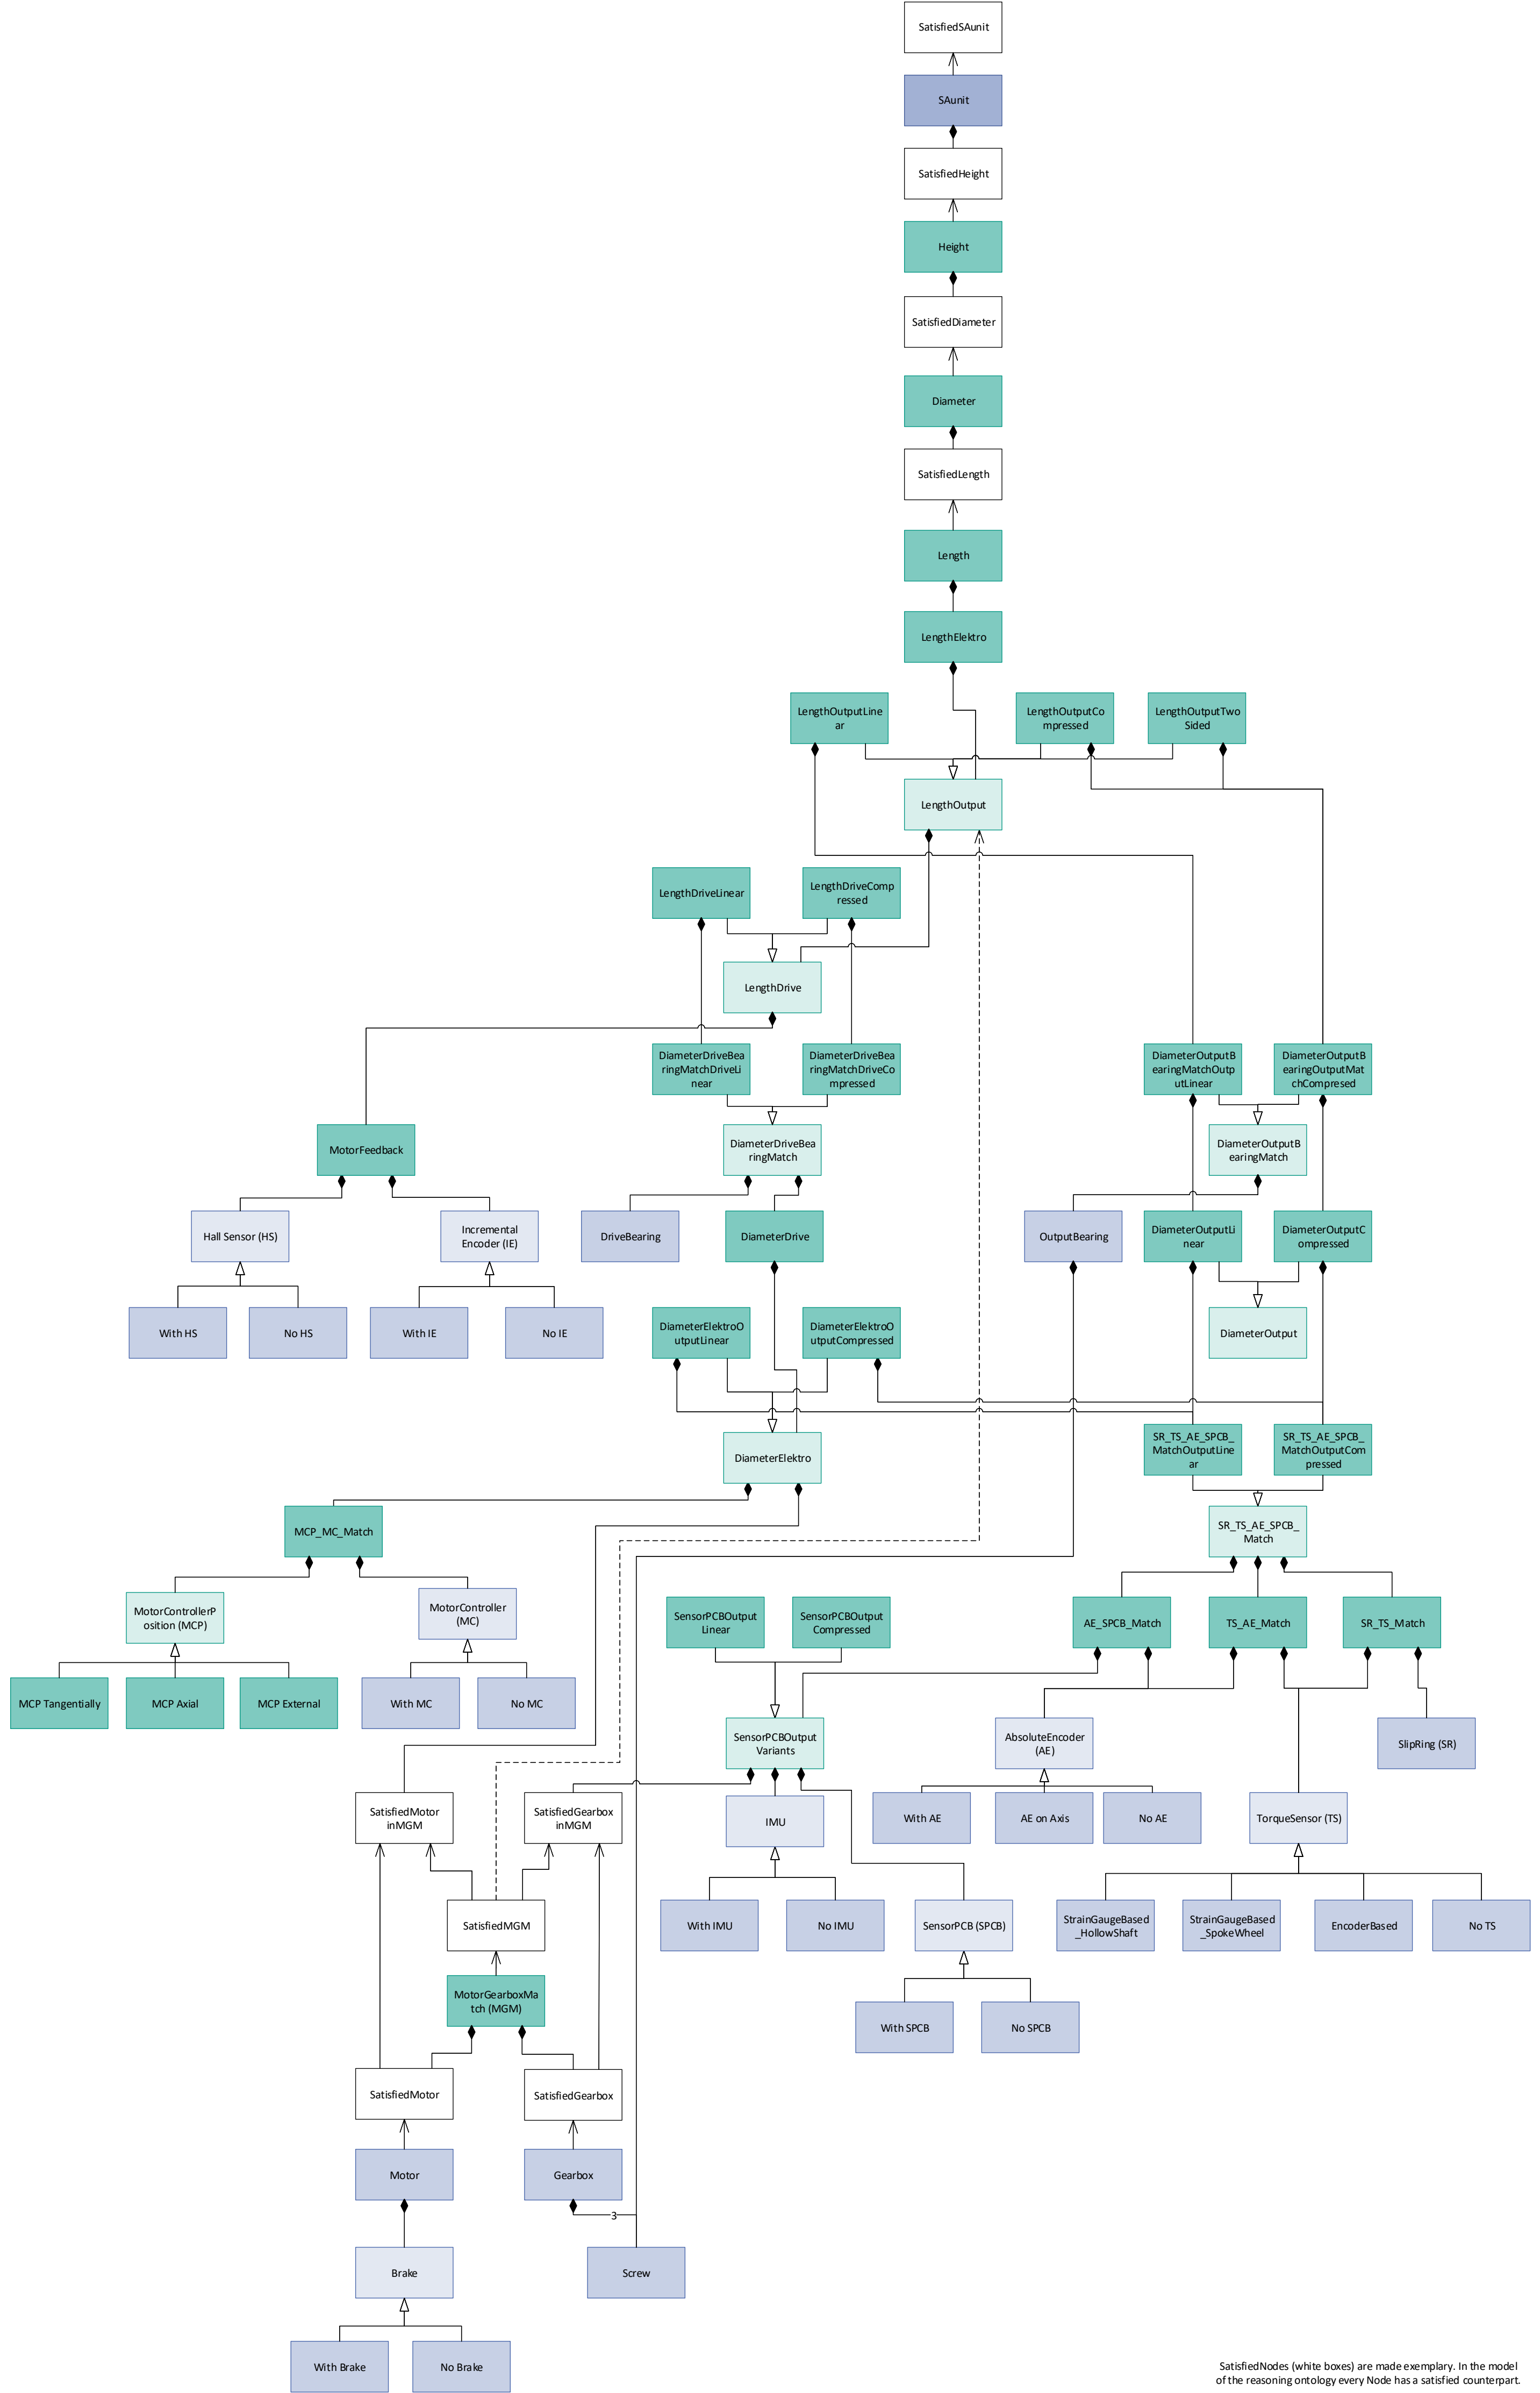 SatisfiedSAunit
SAunit
SatisfiedHeight
Height
SatisfiedDiameter
Diameter
SatisfiedLength
Length
LengthElektro
LengthOutputLine
ar
LengthOutputCo
mpressed
LengthOutputTwo
Sided
LengthOutput
LengthDriveLinear
LengthDriveComp
ressed
LengthDrive
DiameterDriveBea
ringMatchDriveLi
near
DiameterDriveBea
ringMatchDriveCo
mpressed
DiameterOutputB
earingMatchOutp
utLinear
DiameterOutputB
earingOutputMat
chCompresed
MotorFeedback
DiameterDriveBea
ringMatch
DiameterOutputB
earingMatch
Hall Sensor (HS)
Incremental
Encoder (IE)
DriveBearing
DiameterDrive
OutputBearing
DiameterOutputLi
near
DiameterOutputC
ompressed
With HS
No HS
With IE
No IE
DiameterElektroO
utputLinear
DiameterElektroO
utputCompressed
DiameterOutput
DiameterElektro
SR_TS_AE_SPCB_
MatchOutputLine
ar
SR_TS_AE_SPCB_
MatchOutputCom
pressed
MCP_MC_Match
SR_TS_AE_SPCB_
Match
MotorControllerP
osition (MCP)
MotorController
(MC)
SensorPCBOutput
Linear
SensorPCBOutput
Compressed
AE_SPCB_Match
TS_AE_Match
SR_TS_Match
MCP Tangentially
MCP Axial
MCP External
With MC
No MC
SensorPCBOutput
Variants
AbsoluteEncoder
(AE)
SlipRing (SR)
SatisfiedMotor
inMGM
SatisfiedGearbox
inMGM
IMU
With AE
AE on Axis
No AE
TorqueSensor (TS)
SatisfiedMGM
With IMU
No IMU
SensorPCB (SPCB)
StrainGaugeBased
_HollowShaft
StrainGaugeBased
_SpokeWheel
EncoderBased
No TS
MotorGearboxMa
tch (MGM)
With SPCB
No SPCB
SatisfiedMotor
SatisfiedGearbox
Motor
Gearbox
3
Brake
Screw
With Brake
No Brake
SatisfiedNodes (white boxes) are made exemplary. In the model
of the reasoning ontology every Node has a satisfied counterpart.